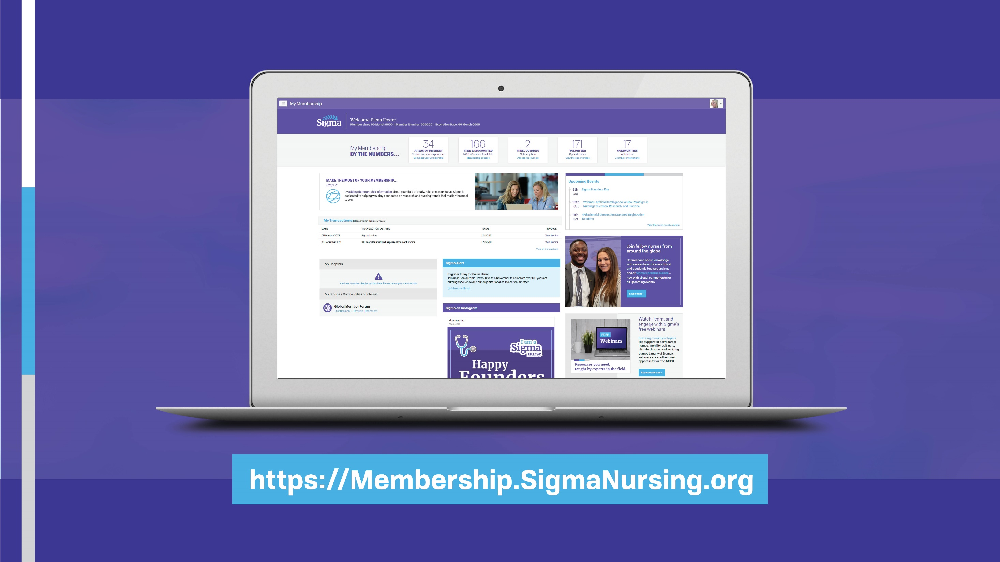 My Membership
Sigma
Welcome Elena Foster
Member since 00 Month 0000 | Member Number: 000000 | Expiration Date: 00 Month 0000
My Membership
BY THE NUMBERS...
34
AREAS OF INTEREST
Customize your experience
Complete your Circle profile
166
FREE & DISCOUNTED
NCPD Courses Available
Membership courses
2
FREE JOURNALS
Subscription
Access the journals
171
VOLUNTEER
Opportunities
View the opportunities
17
COMMUNITIES
of Interest
Join the conversations
MAKE THE MOST OF YOUR MEMBERSHIP...
Step 2:
By adding demographic information about your field of study, role, or career focus. Sigma is
dedicated to helping you stay connected on research and nursing trends that matter the most
to you.
My Transactions (placed within the last 2 years)
DATE TRANSACTION DETAILS TOTAL INVOICE
01 February 2023 Sigma Invoice US $0.00 View Invoice
20 December 2021 100 Years Celebration Keepsake Ornament Invoice US View Invoice
View all transactions
My Chapters
You have no active chapters at this time. Please renew your membership.
My Groups / Communities of Interest
Global Member Forum
Discussions | Libraries | Members
Sigma Alert
Register today for Convention!
Join us in San Antonio, Texas, USA this November to celebrate over 100 years of
nursing excellence and our organizational call to action: Be Bold.
Celebrate with us!
Sigma on Instagram
sigmanursing
Oct 2, 2023
I am a
Sigma
nurse
Happy
Founders
Upcoming Events
5th
Oct
Sigma Founders Day
10th
Oct
Webinar: Artificial Intelligence: A New Paradigm in
Nursing Education, Research, and Practice
11th
Oct
47th Biennial Convention Standard Registration
Deadline
View the entire event calendar
Join fellow nurses from
around the globe
Connect and share knowledge
with nurses from diverse clinical
and academic backgrounds at
one of Sigma's premier events—
now with virtual components for
all upcoming events.
Learn more
FREE
Webinars
Resources you need,
taught by experts in the field.
Watch, learn, and
engage with Sigma's
free webinars
Covering a variety of topics,
like support for early career
nurses, incivility, self-care,
climate change, and avoiding
burnout, many of Sigma's
webinars are another great
opportunity for free NCPD.
Browse webinars
https://Membership.SigmaNursing.org